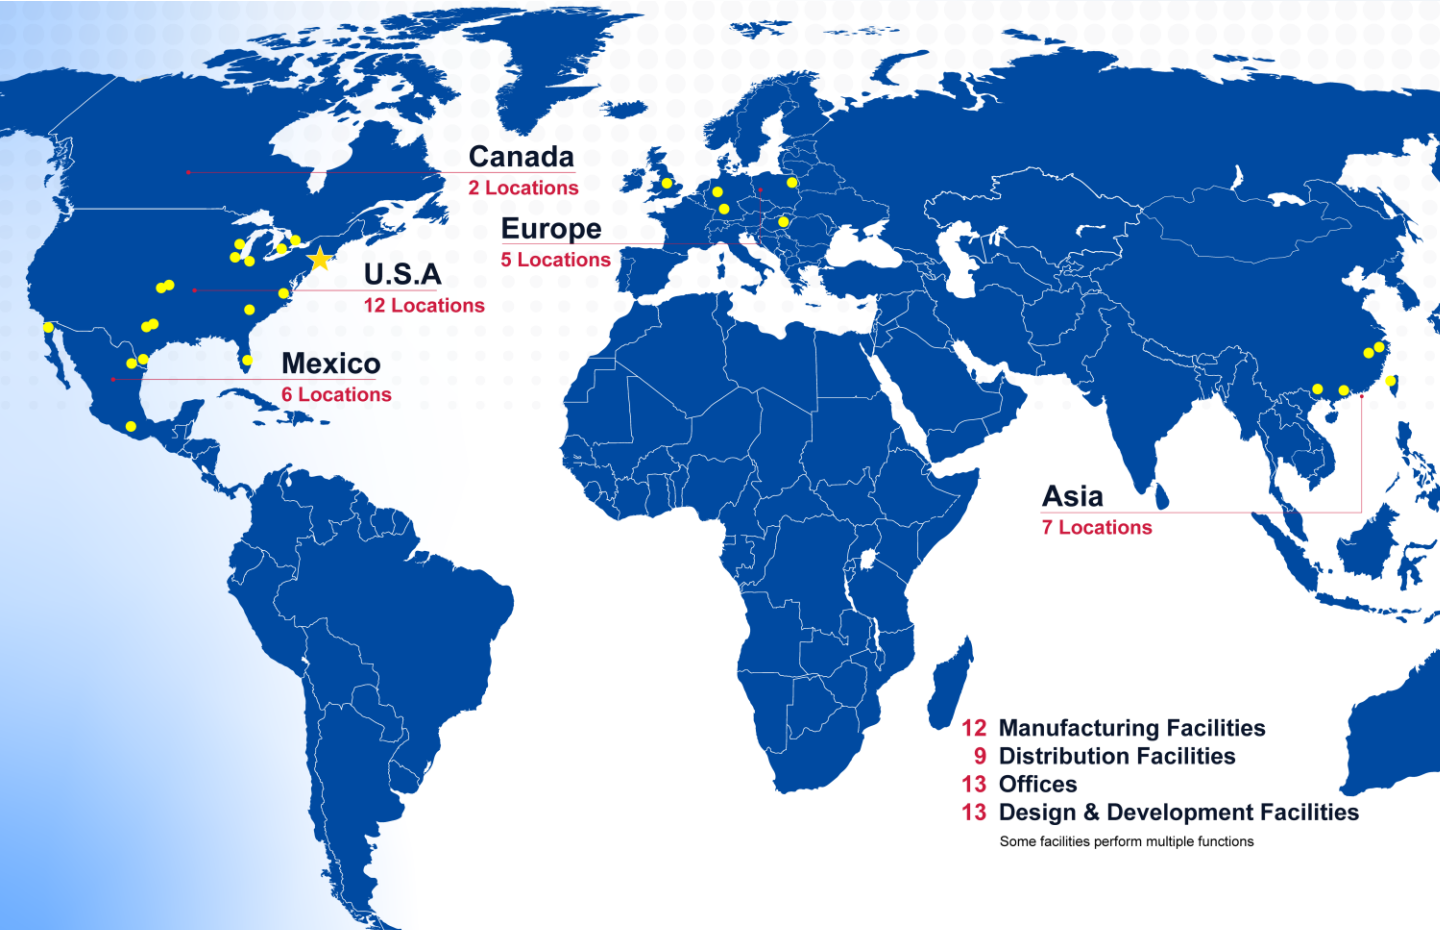 Canada
2 Locations
Europe
5 Locations
U.S.A
12 Locations
Mexico
6 Locations
Asia
7 Locations
12 Manufacturing Facilities
9 Distribution Facilities
13 Offices
13 Design & Development Facilities
Some facilities perform multiple functions